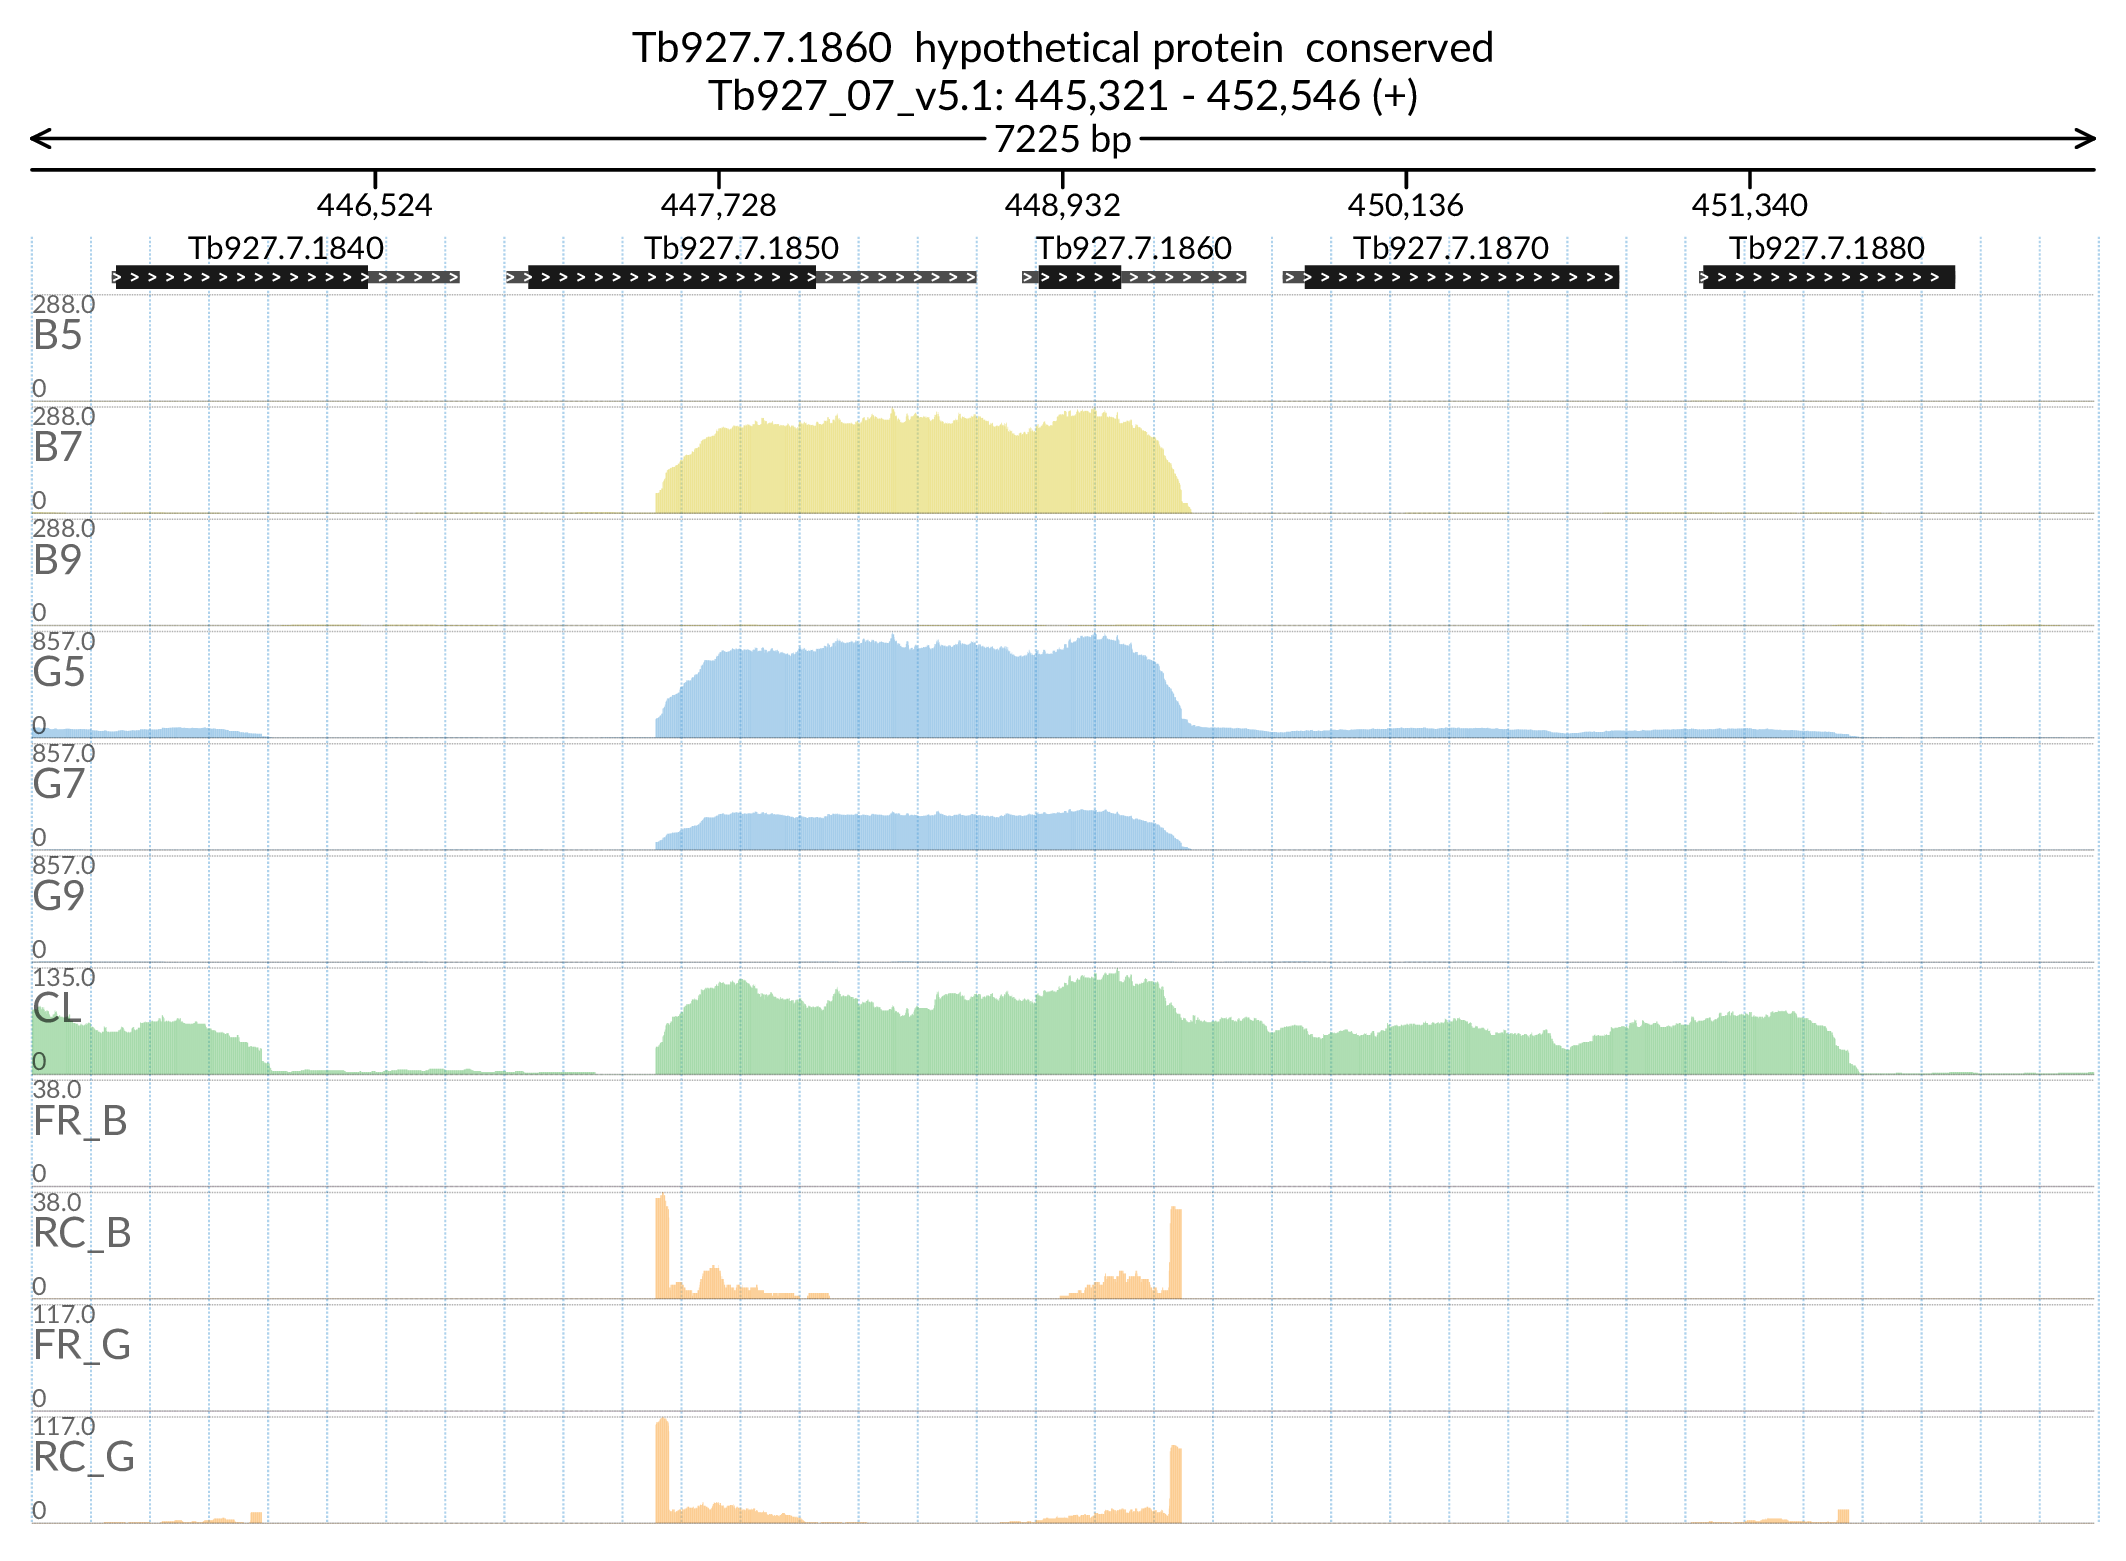 Tb927.7.1860  hypothetical protein  conserved
Tb927_07_v5.1: 445,321 - 452,546 (+)
7225 bp
446,524 447,728 448,932 450,136 451,340
Tb927.7.1840 Tb927.7.1850 Tb927.7.1860 Tb927.7.1870 Tb927.7.1880
288.0
B5
0
288.0
B7
0
288.0
B9
0
857.0
G5
0
857.0
G7
0
857.0
G9
0
135.0
CL
0
38.0
FR_B
0
38.0
RC_B
0
117.0
FR_G
0
117.0
RC_G
0